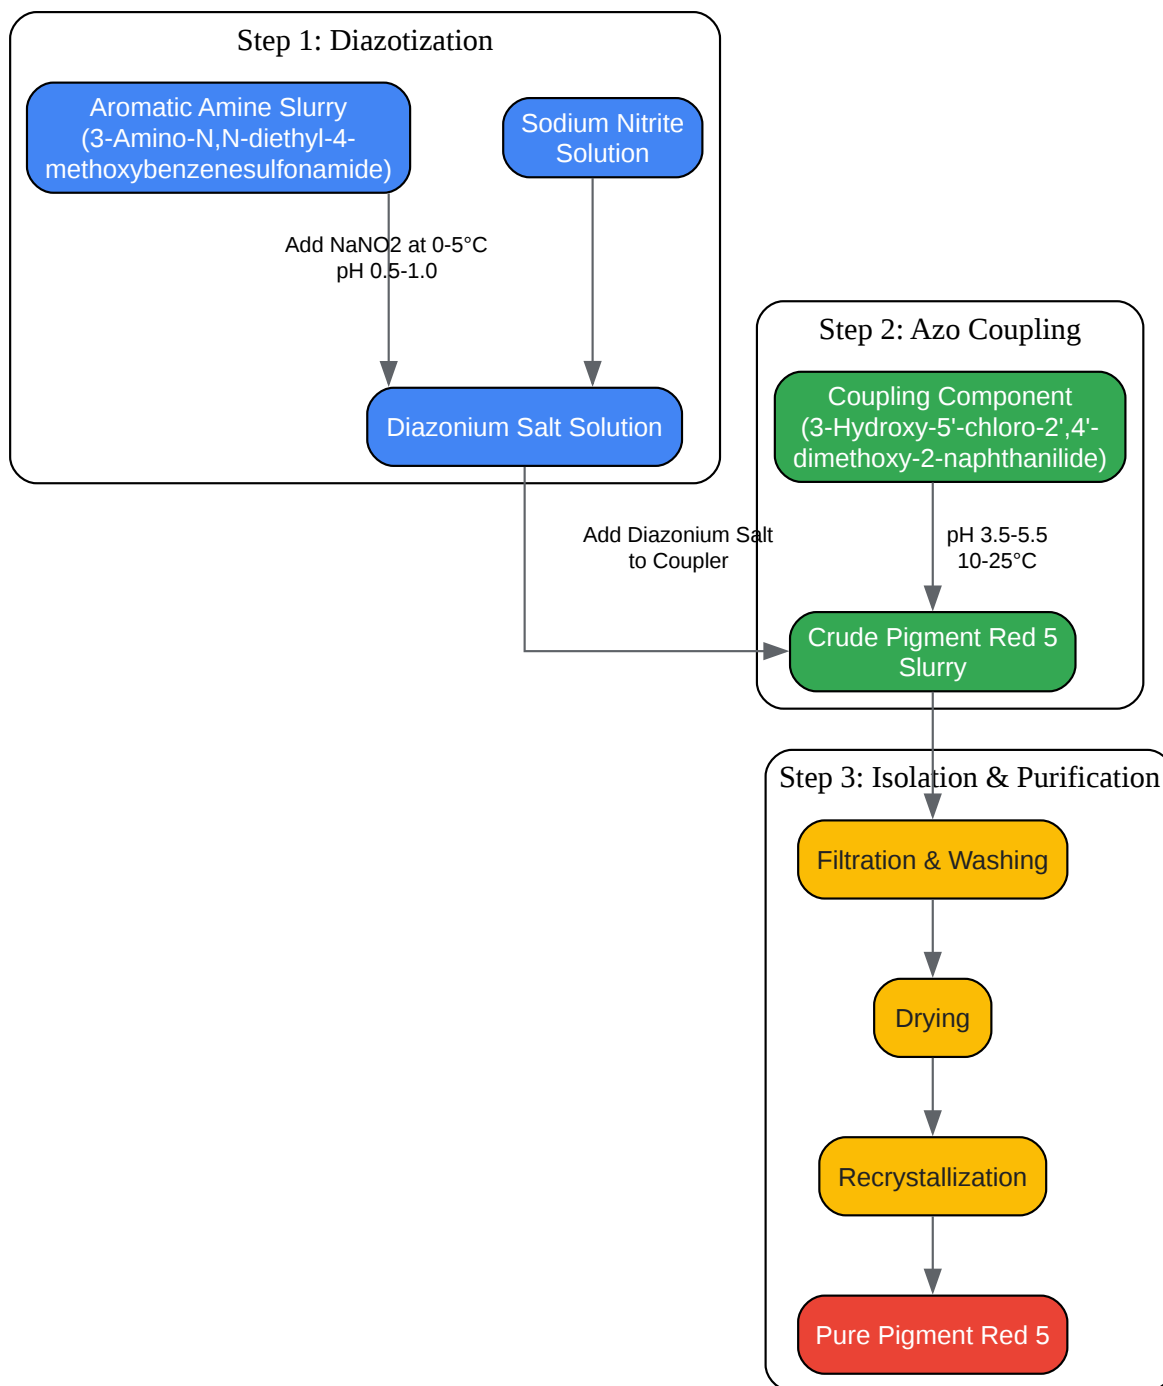 Step 1: Diazotization
Aromatic Amine Slurry
(3-Amino-N,N-diethyl-4-
methoxybenzenesulfonamide)
Sodium Nitrite
Solution
Add NaNO2 at 0-5°C
pH 0.5-1.0
Diazonium Salt Solution
Step 2: Azo Coupling
Coupling Component
(3-Hydroxy-5'-chloro-2',4'-
dimethoxy-2-naphthanilide)
Add Diazonium Salt
to Coupler
pH 3.5-5.5
10-25°C
Crude Pigment Red 5
Slurry
Step 3: Isolation & Purification
Filtration & Washing
Drying
Recrystallization
Pure Pigment Red 5